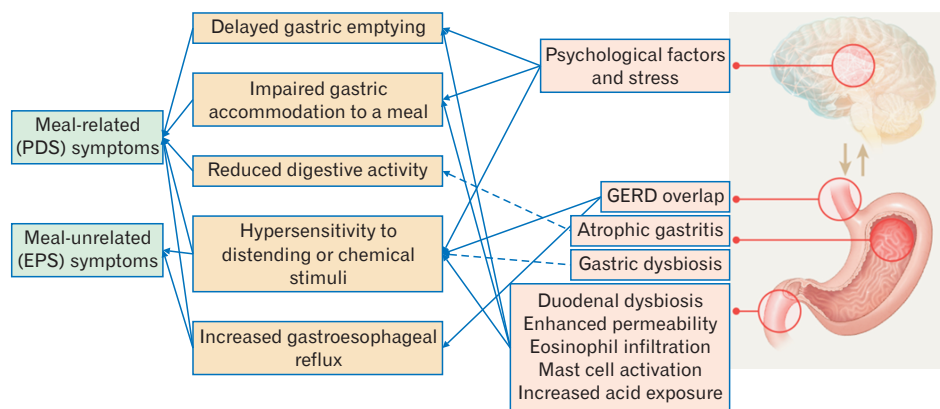 Delayed gastric emptying
Impaired gastric
accommodation to a meal
Reduced digestive activity
Hypersensitivity to
distending or chemical
stimuli
Increased gastroesophageal
reflux
Meal-related
(PDS) symptoms
Meal-unrelated
(EPS) symptoms
Psychological factors
and stress
GERD overlap
Atrophic gastritis
Gastric dysbiosis
Duodenal dysbiosis
Enhanced permeability
Eosinophil infiltration
Mast cell activation
Increased acid exposure